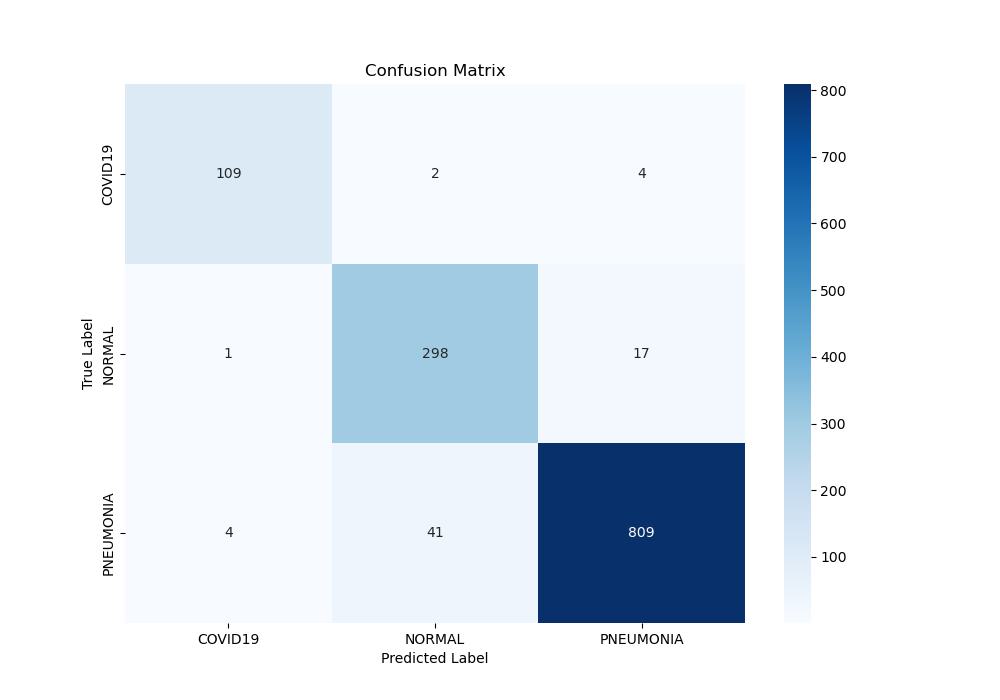 Confusion Matrix
True Label
COVID19
109 2 4
NORMAL
1 298 17
PNEUMONIA
4 41 809
COVID19 NORMAL PNEUMONIA
Predicted Label
800
700
600
500
400
300
200
100